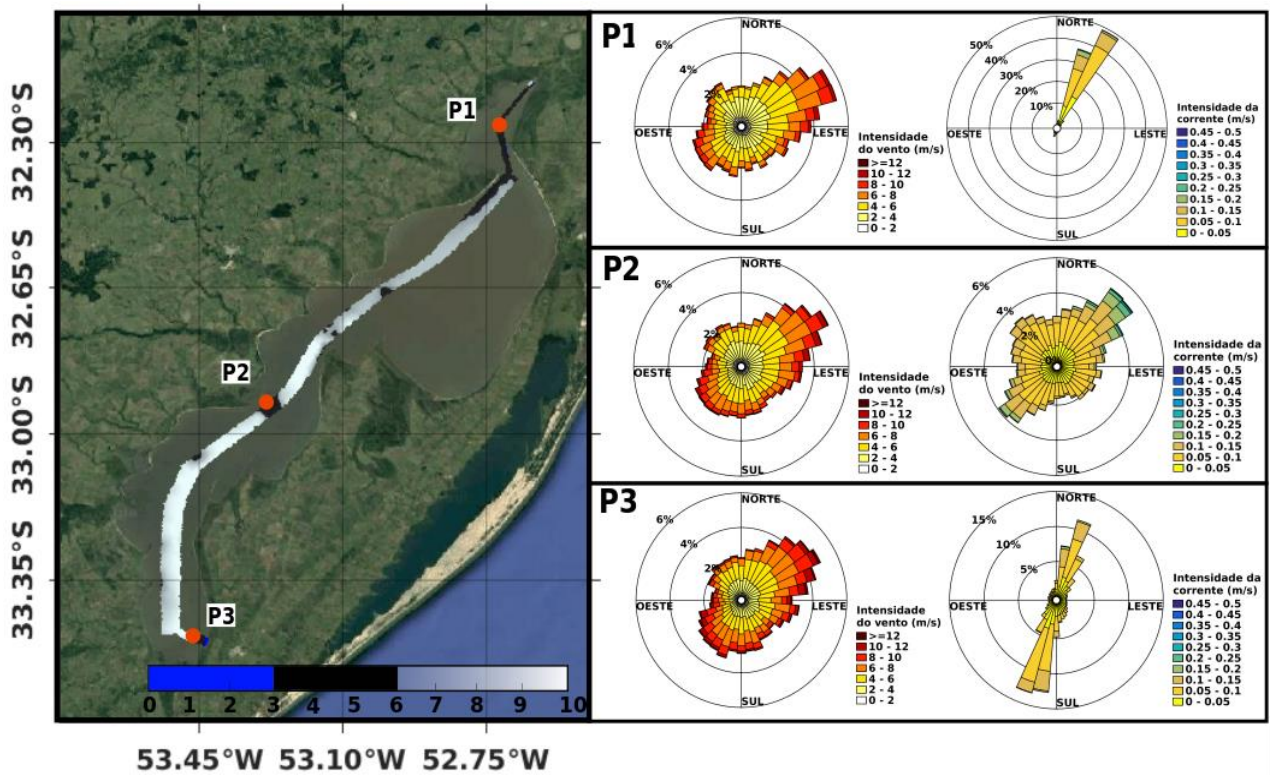 32.30°S
32.65°S
33.00°S
33.35°S
53.45°W 53.10°W 52.75°W
P1
P2
P3
0 1 2 3 4 5 6 7 8 9 10
P1
NORTE
6%
4%
2%
OESTE
LESTE
SUL
Intensidade
do vento (m/s)
>=12
10 - 12
8 - 10
6 - 8
4 - 6
2 - 4
0 - 2
NORTE
50%
40%
30%
20%
10%
OESTE
LESTE
SUL
Intensidade da
corrente (m/s)
0.45 - 0.5
0.4 - 0.45
0.35 - 0.4
0.3 - 0.35
0.25 - 0.3
0.2 - 0.25
0.15 - 0.2
0.1 - 0.15
0.05 - 0.1
0 - 0.05
P2
NORTE
6%
4%
2%
OESTE
LESTE
SUL
Intensidade
do vento (m/s)
>=12
10 - 12
8 - 10
6 - 8
4 - 6
2 - 4
0 - 2
NORTE
6%
4%
2%
OESTE
LESTE
SUL
Intensidade da
corrente (m/s)
0.45 - 0.5
0.4 - 0.45
0.35 - 0.4
0.3 - 0.35
0.25 - 0.3
0.2 - 0.25
0.15 - 0.2
0.1 - 0.15
0.05 - 0.1
0 - 0.05
P3
NORTE
6%
4%
2%
OESTE
LESTE
SUL
Intensidade
do vento (m/s)
>=12
10 - 12
8 - 10
6 - 8
4 - 6
2 - 4
0 - 2
NORTE
15%
10%
5%
OESTE
LESTE
SUL
Intensidade da
corrente (m/s)
0.45 - 0.5
0.4 - 0.45
0.35 - 0.4
0.3 - 0.35
0.25 - 0.3
0.2 - 0.25
0.15 - 0.2
0.1 - 0.15
0.05 - 0.1
0 - 0.05